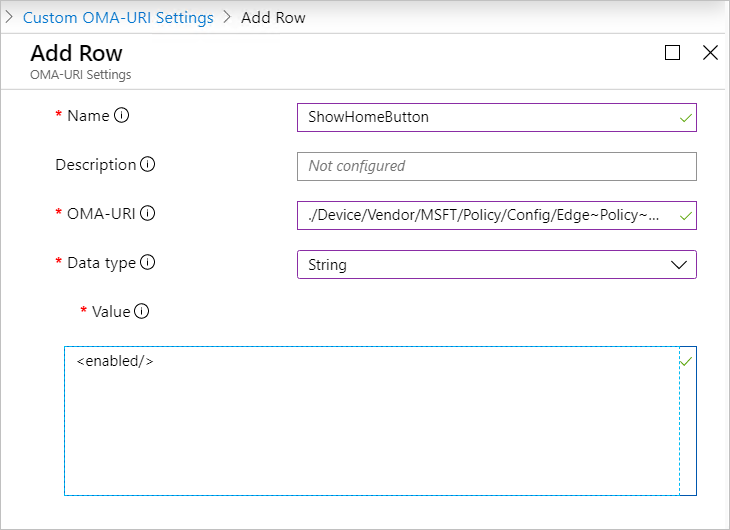 Custom OMA-URI Settings > Add Row
Add Row
OMA-URI Settings
* Name ShowHomeButton
Description Not configured
* OMA-URI ./Device/Vendor/MSFT/Policy/Config/Edge~Policy~...
* Data type String
* Value
<enabled/>